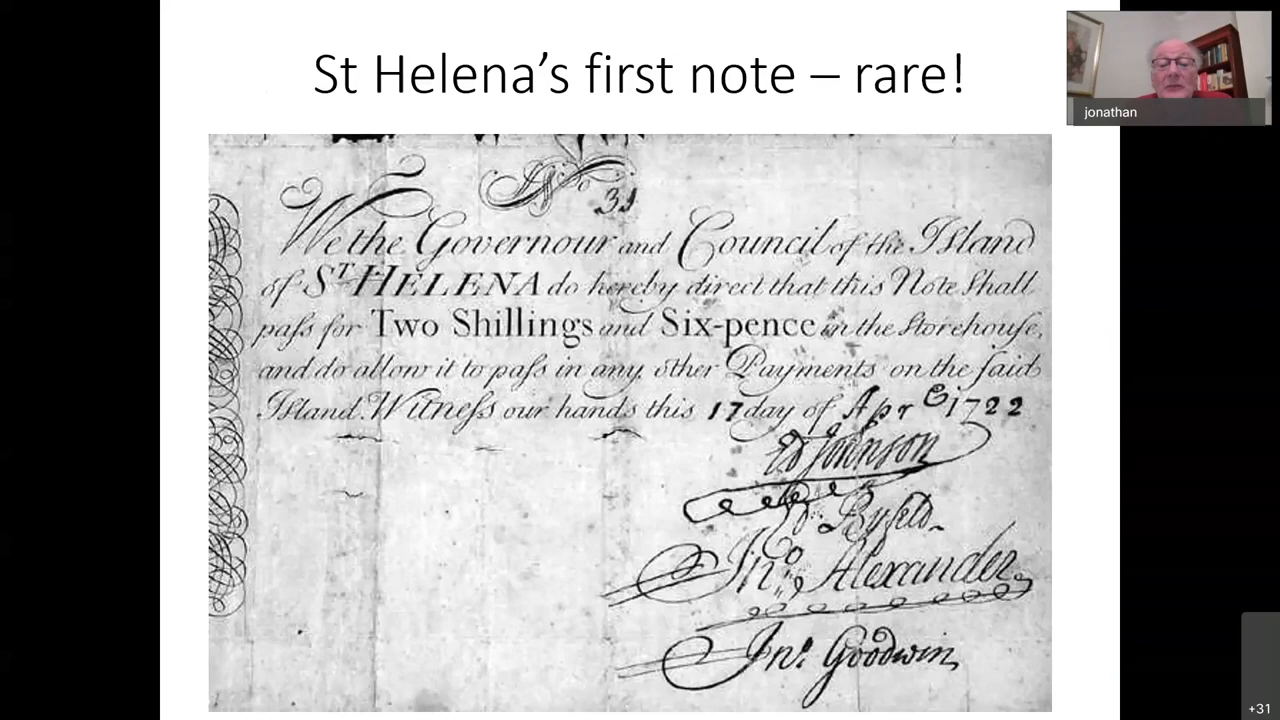 St Helena's first note – rare!
jonathan
No 31
We the Governour and Council of the Island
of ST HELENA do hereby direct that this Note Shall
paſs for Two Shillings and Six-pence in the Storehouſe,
and do allow it to paſs in any other Payments on the ſaid
Iſland. Witneſs our hands this 17 day of Apr 1722
Johnson
Byfeld
Jno. Alexander
Jno. Goodwin
+31